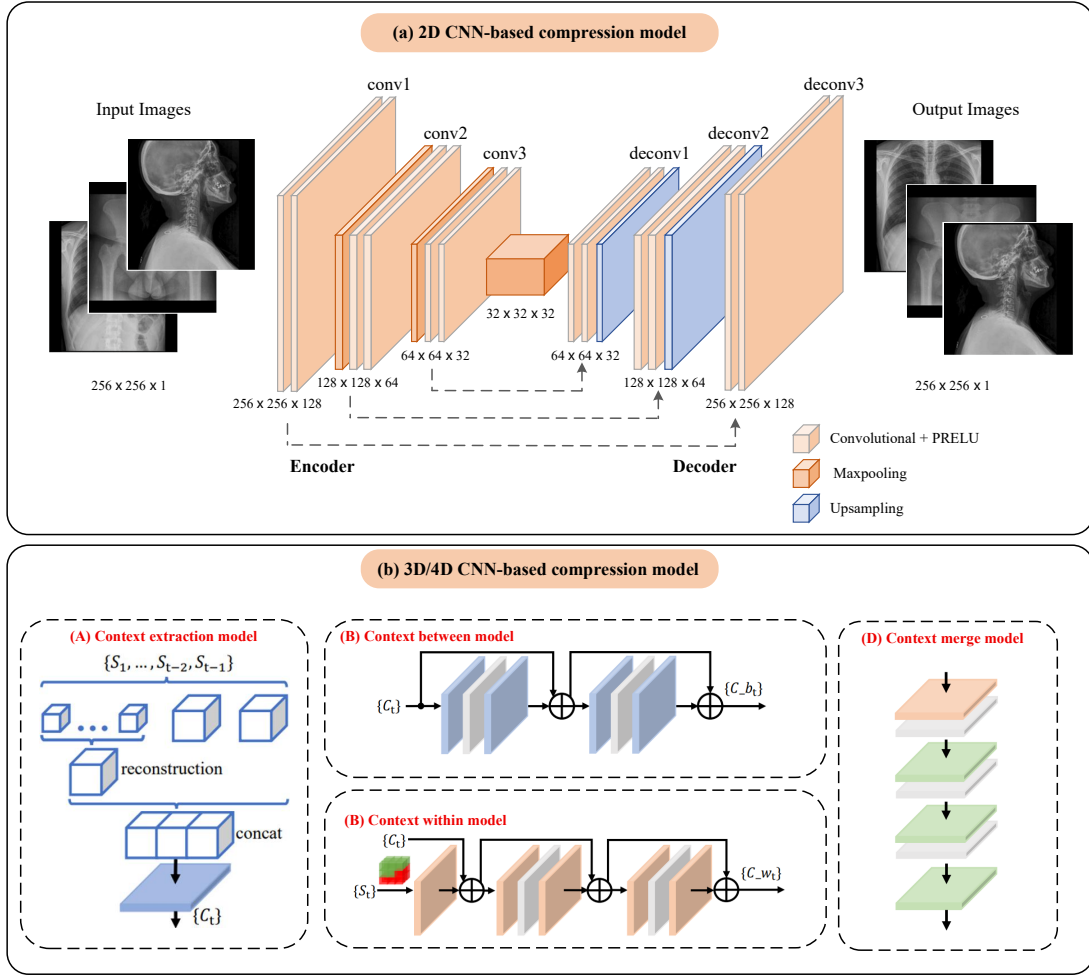 (a) 2D CNN-based compression model
Input Images
conv1
conv2
conv3
deconv1
deconv2
deconv3
Output Images
256 x 256 x 1
256 x 256 x 128
128 x 128 x 64
64 x 64 x 32
32 x 32 x 32
64 x 64 x 32
128 x 128 x 64
256 x 256 x 128
256 x 256 x 1
Encoder
Decoder
Convolutional + PRELU
Maxpooling
Upsampling
(b) 3D/4D CNN-based compression model
(A) Context extraction model
{S₁, ..., Sₜ₋₂, Sₜ₋₁}
reconstruction
concat
{Cₜ}
(B) Context between model
{Cₜ}
{C_bₜ}
(B) Context within model
{Cₜ}
{Sₜ}
{C_wₜ}
(D) Context merge model